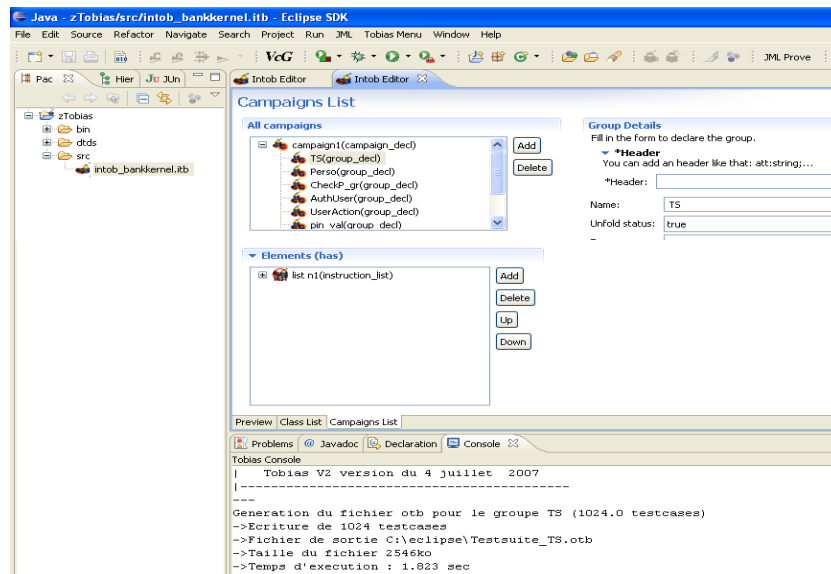 Java - zTobias/src/intob_bankkernel.itb - Eclipse SDK
File Edit Source Refactor Navigate Search Project Run JML Tobias Menu Window Help
VcG JML Prove
Pac Hier JUn
zTobias
bin
dtds
src
intob_bankkernel.itb
Intob Editor Intob Editor
Campaigns List
All campaigns
campaign1(campaign_decl)
TS(group_decl)
Perso(group_decl)
CheckP_gr(group_decl)
AuthUser(group_decl)
UserAction(group_decl)
pin_val(group_decl)
Add
Delete
Group Details
Fill in the form to declare the group.
*Header
You can add an header like that: att:string;...
*Header:
Name: TS
Unfold status: true
Elements (has)
list n1(instruction_list)
Add
Delete
Up
Down
Preview Class List Campaigns List
Problems @ Javadoc Declaration Console
Tobias Console
| Tobias V2 version du 4 juillet 2007
|------------------------------------------
---
Generation du fichier otb pour le groupe TS (1024.0 testcases)
->Ecriture de 1024 testcases
->Fichier de sortie C:\eclipse\Testsuite_TS.otb
->Taille du fichier 2546ko
->Temps d'execution : 1.823 sec